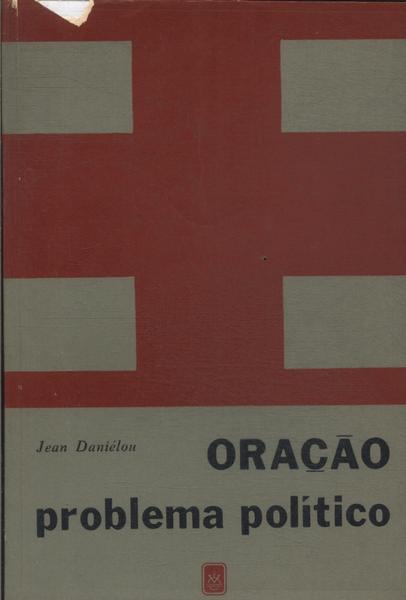 Jean Daniélou
ORAÇÃO
problema político